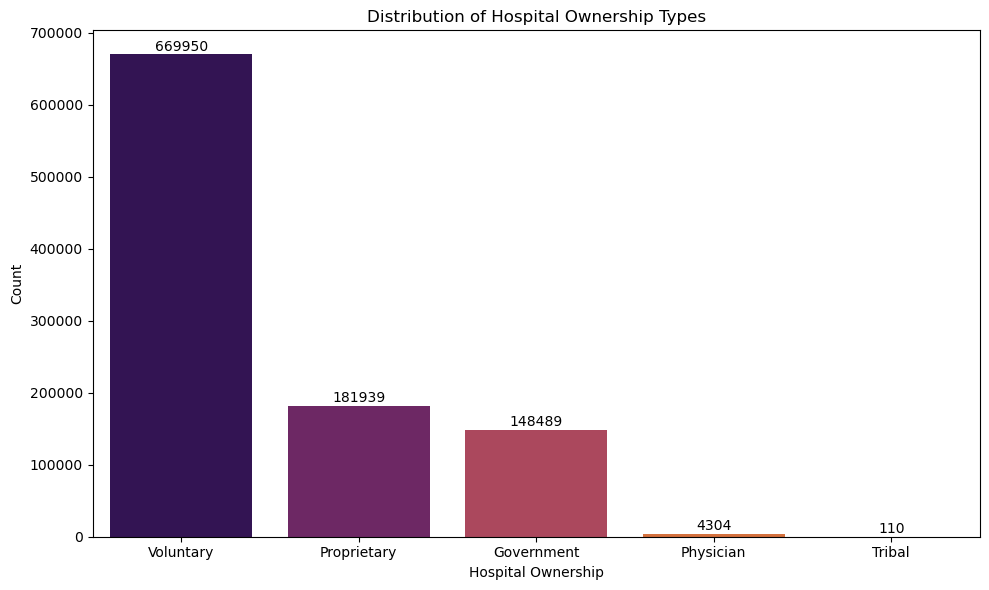 Distribution of Hospital Ownership Types
700000
600000
500000
400000
300000
200000
100000
0
Count
669950
181939
148489
4304
110
Voluntary
Proprietary
Government
Physician
Tribal
Hospital Ownership